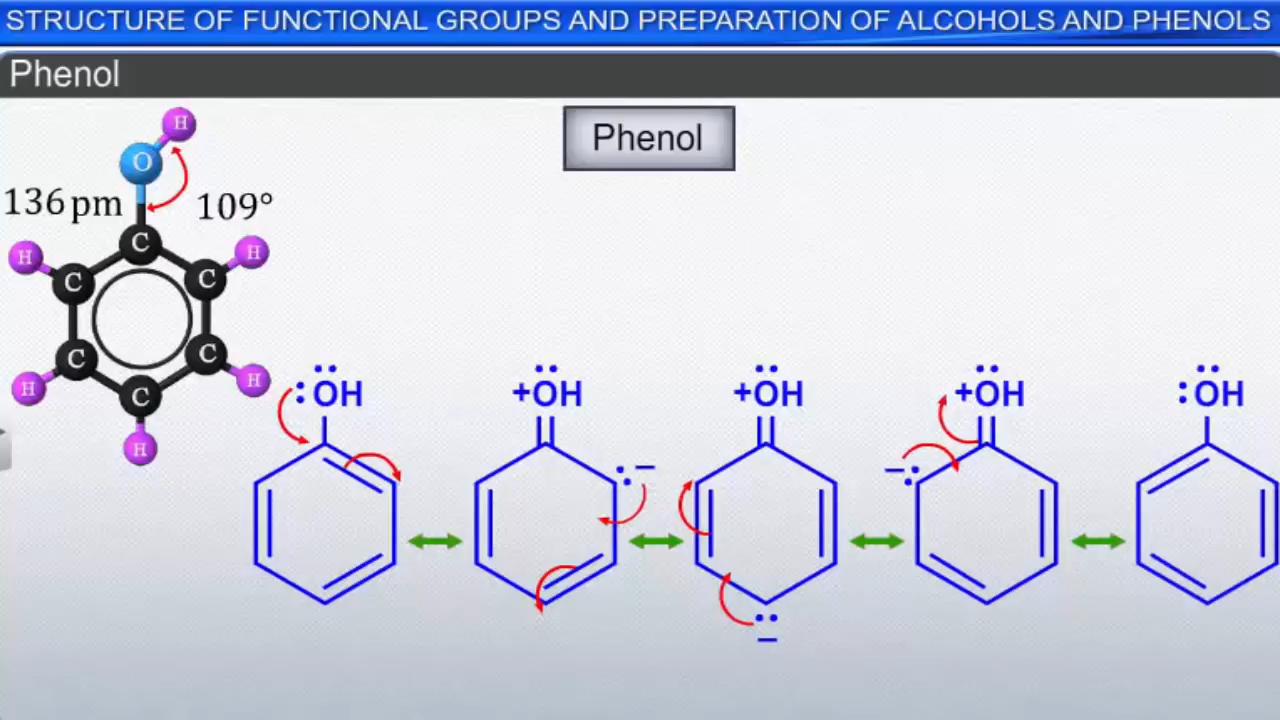 STRUCTURE OF FUNCTIONAL GROUPS AND PREPARATION OF ALCOHOLS AND PHENOLS
Phenol
Phenol
H
O
136 pm
109°
C
H
H
C
C
C
C
H
H
C
H
:ÖH
+ÖH
+ÖH
+ÖH
:ÖH
:−
−:
:−